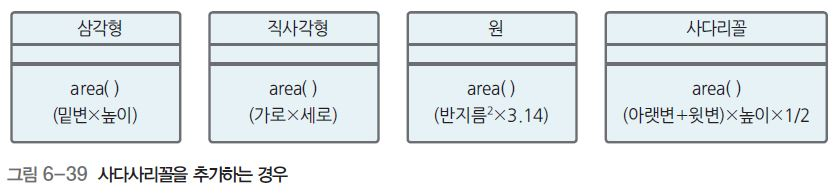 삼각형 직사각형 원 사다리꼴
area( ) area( ) area( ) area( )
(밑변×높이) (가로×세로) (반지름²×3.14) (아랫변+윗변)×높이×1/2
그림 6-39 사다사리꼴을 추가하는 경우